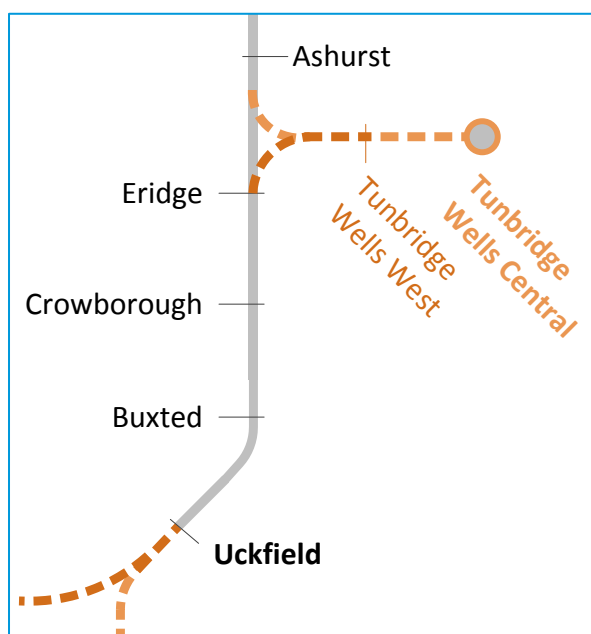 Ashurst
Eridge
Tunbridge
Wells West
Tunbridge
Wells Central
Crowborough
Buxted
Uckfield